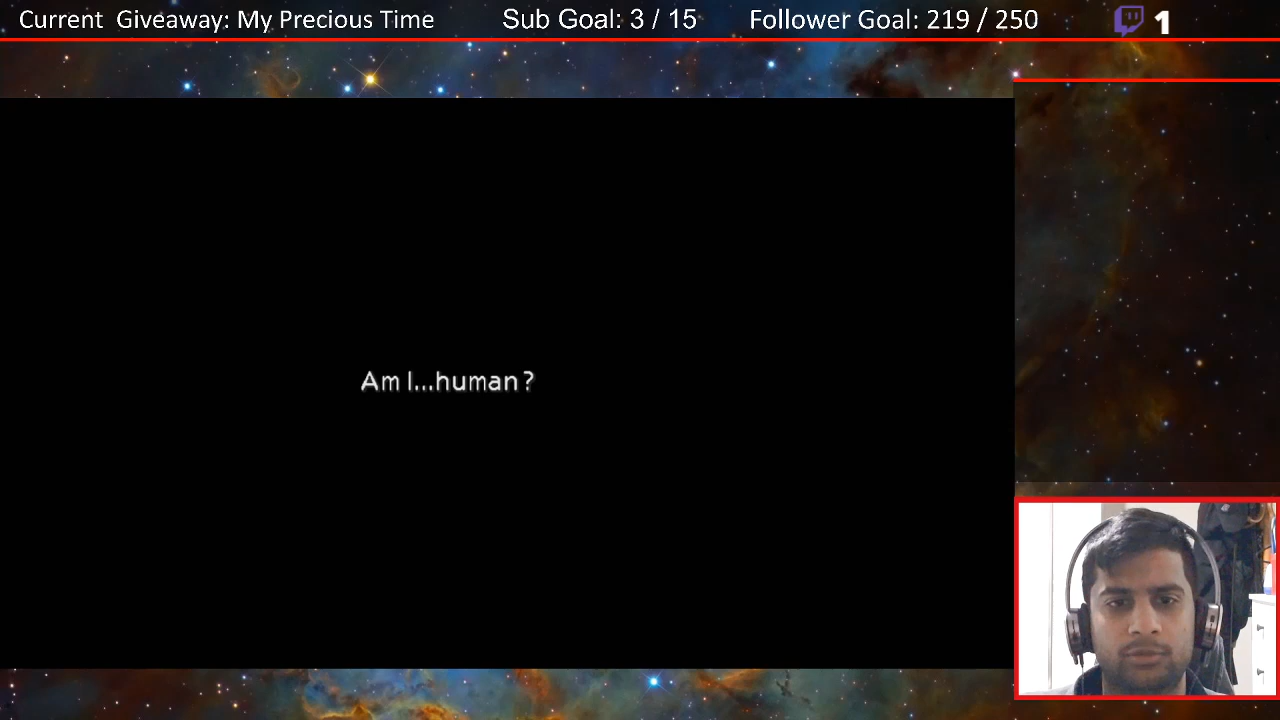 Current  Giveaway: My Precious Time
Sub Goal: 3 / 15
Follower Goal: 219 / 250
1
Am I...human ?